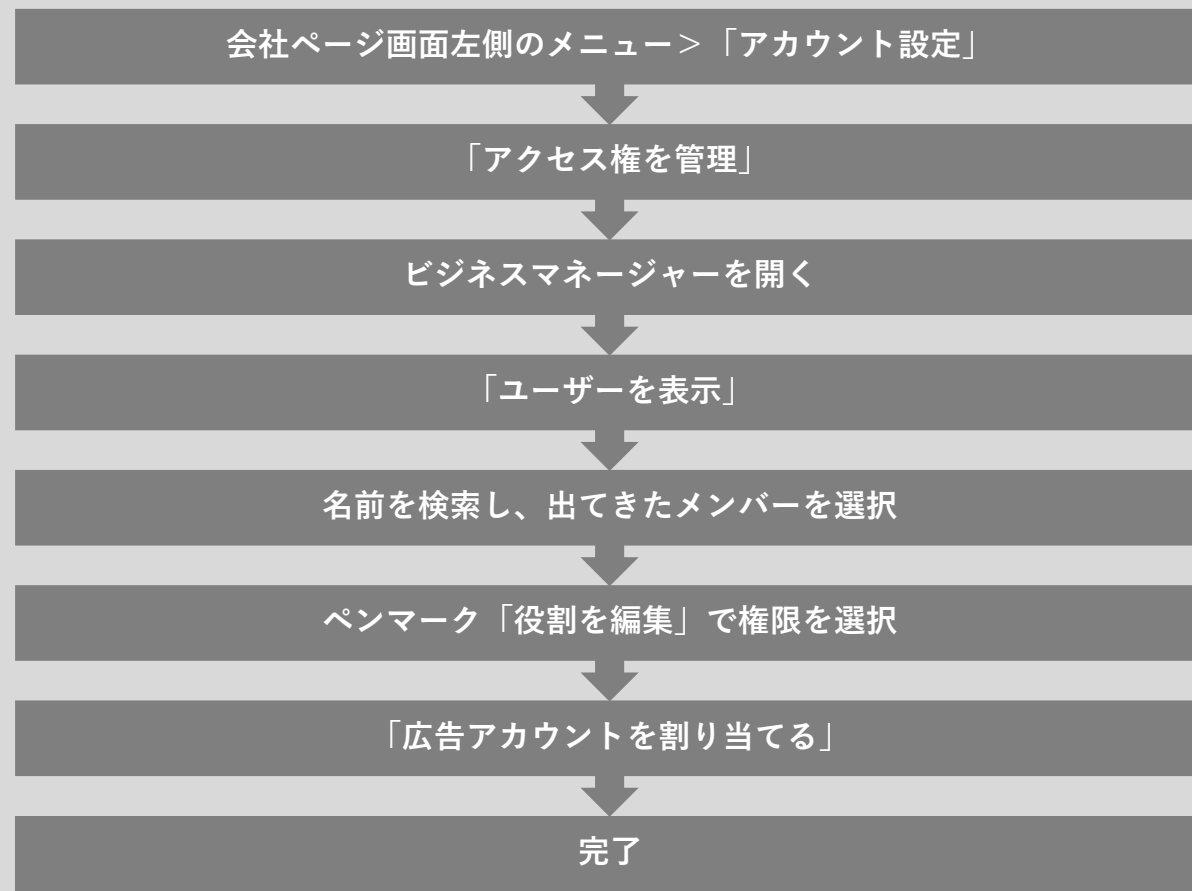 会社ページ画面左側のメニュー＞「アカウント設定」
「アクセス権を管理」
ビジネスマネージャーを開く
「ユーザーを表示」
名前を検索し、出てきたメンバーを選択
ペンマーク「役割を編集」で権限を選択
「広告アカウントを割り当てる」
完了